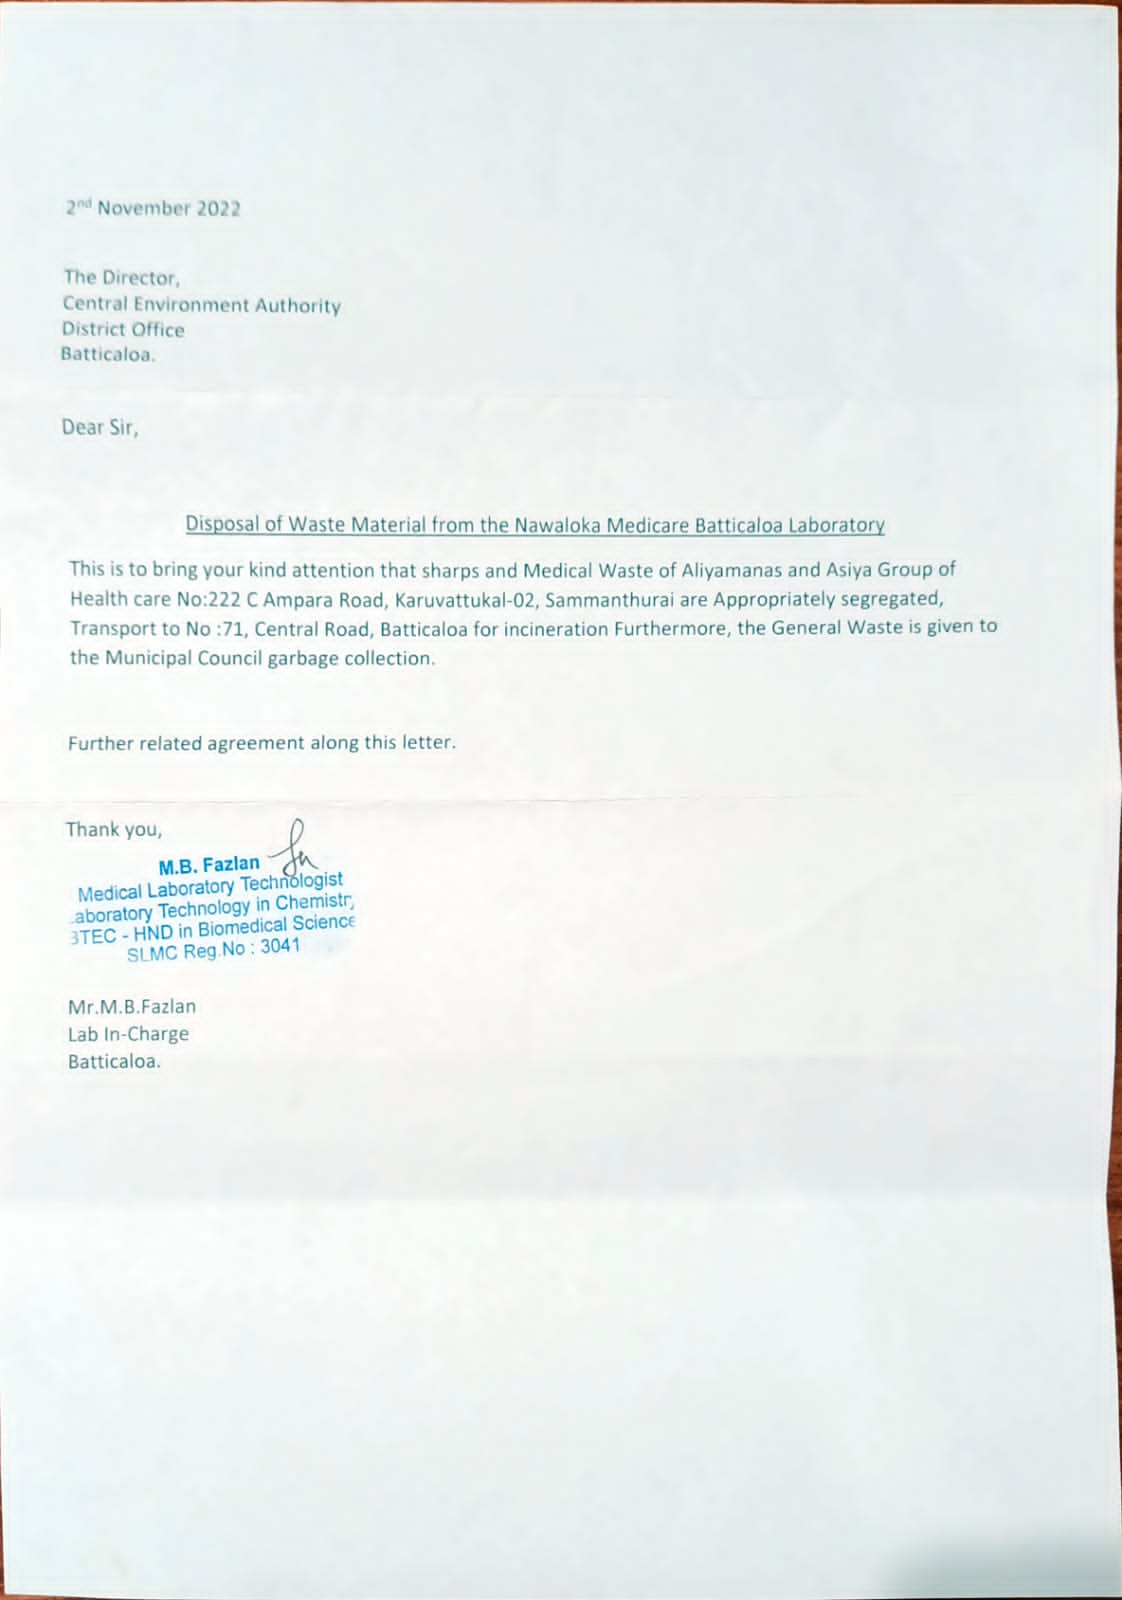 2nd November 2022
The Director,
Central Environment Authority
District Office
Batticaloa.
Dear Sir,
Disposal of Waste Material from the Nawaloka Medicare Batticaloa Laboratory
This is to bring your kind attention that sharps and Medical Waste of Aliyamanas and Asiya Group of
Health care No:222 C Ampara Road, Karuvattukal-02, Sammanthurai are Appropriately segregated,
Transport to No :71, Central Road, Batticaloa for incineration Furthermore, the General Waste is given to
the Municipal Council garbage collection.
Further related agreement along this letter.
Thank you,
M.B. Fazlan
Medical Laboratory Technologist
aboratory Technology in Chemistr
BTEC - HND in Biomedical Science
SLMC Reg.No : 3041
Mr.M.B.Fazlan
Lab In-Charge
Batticaloa.